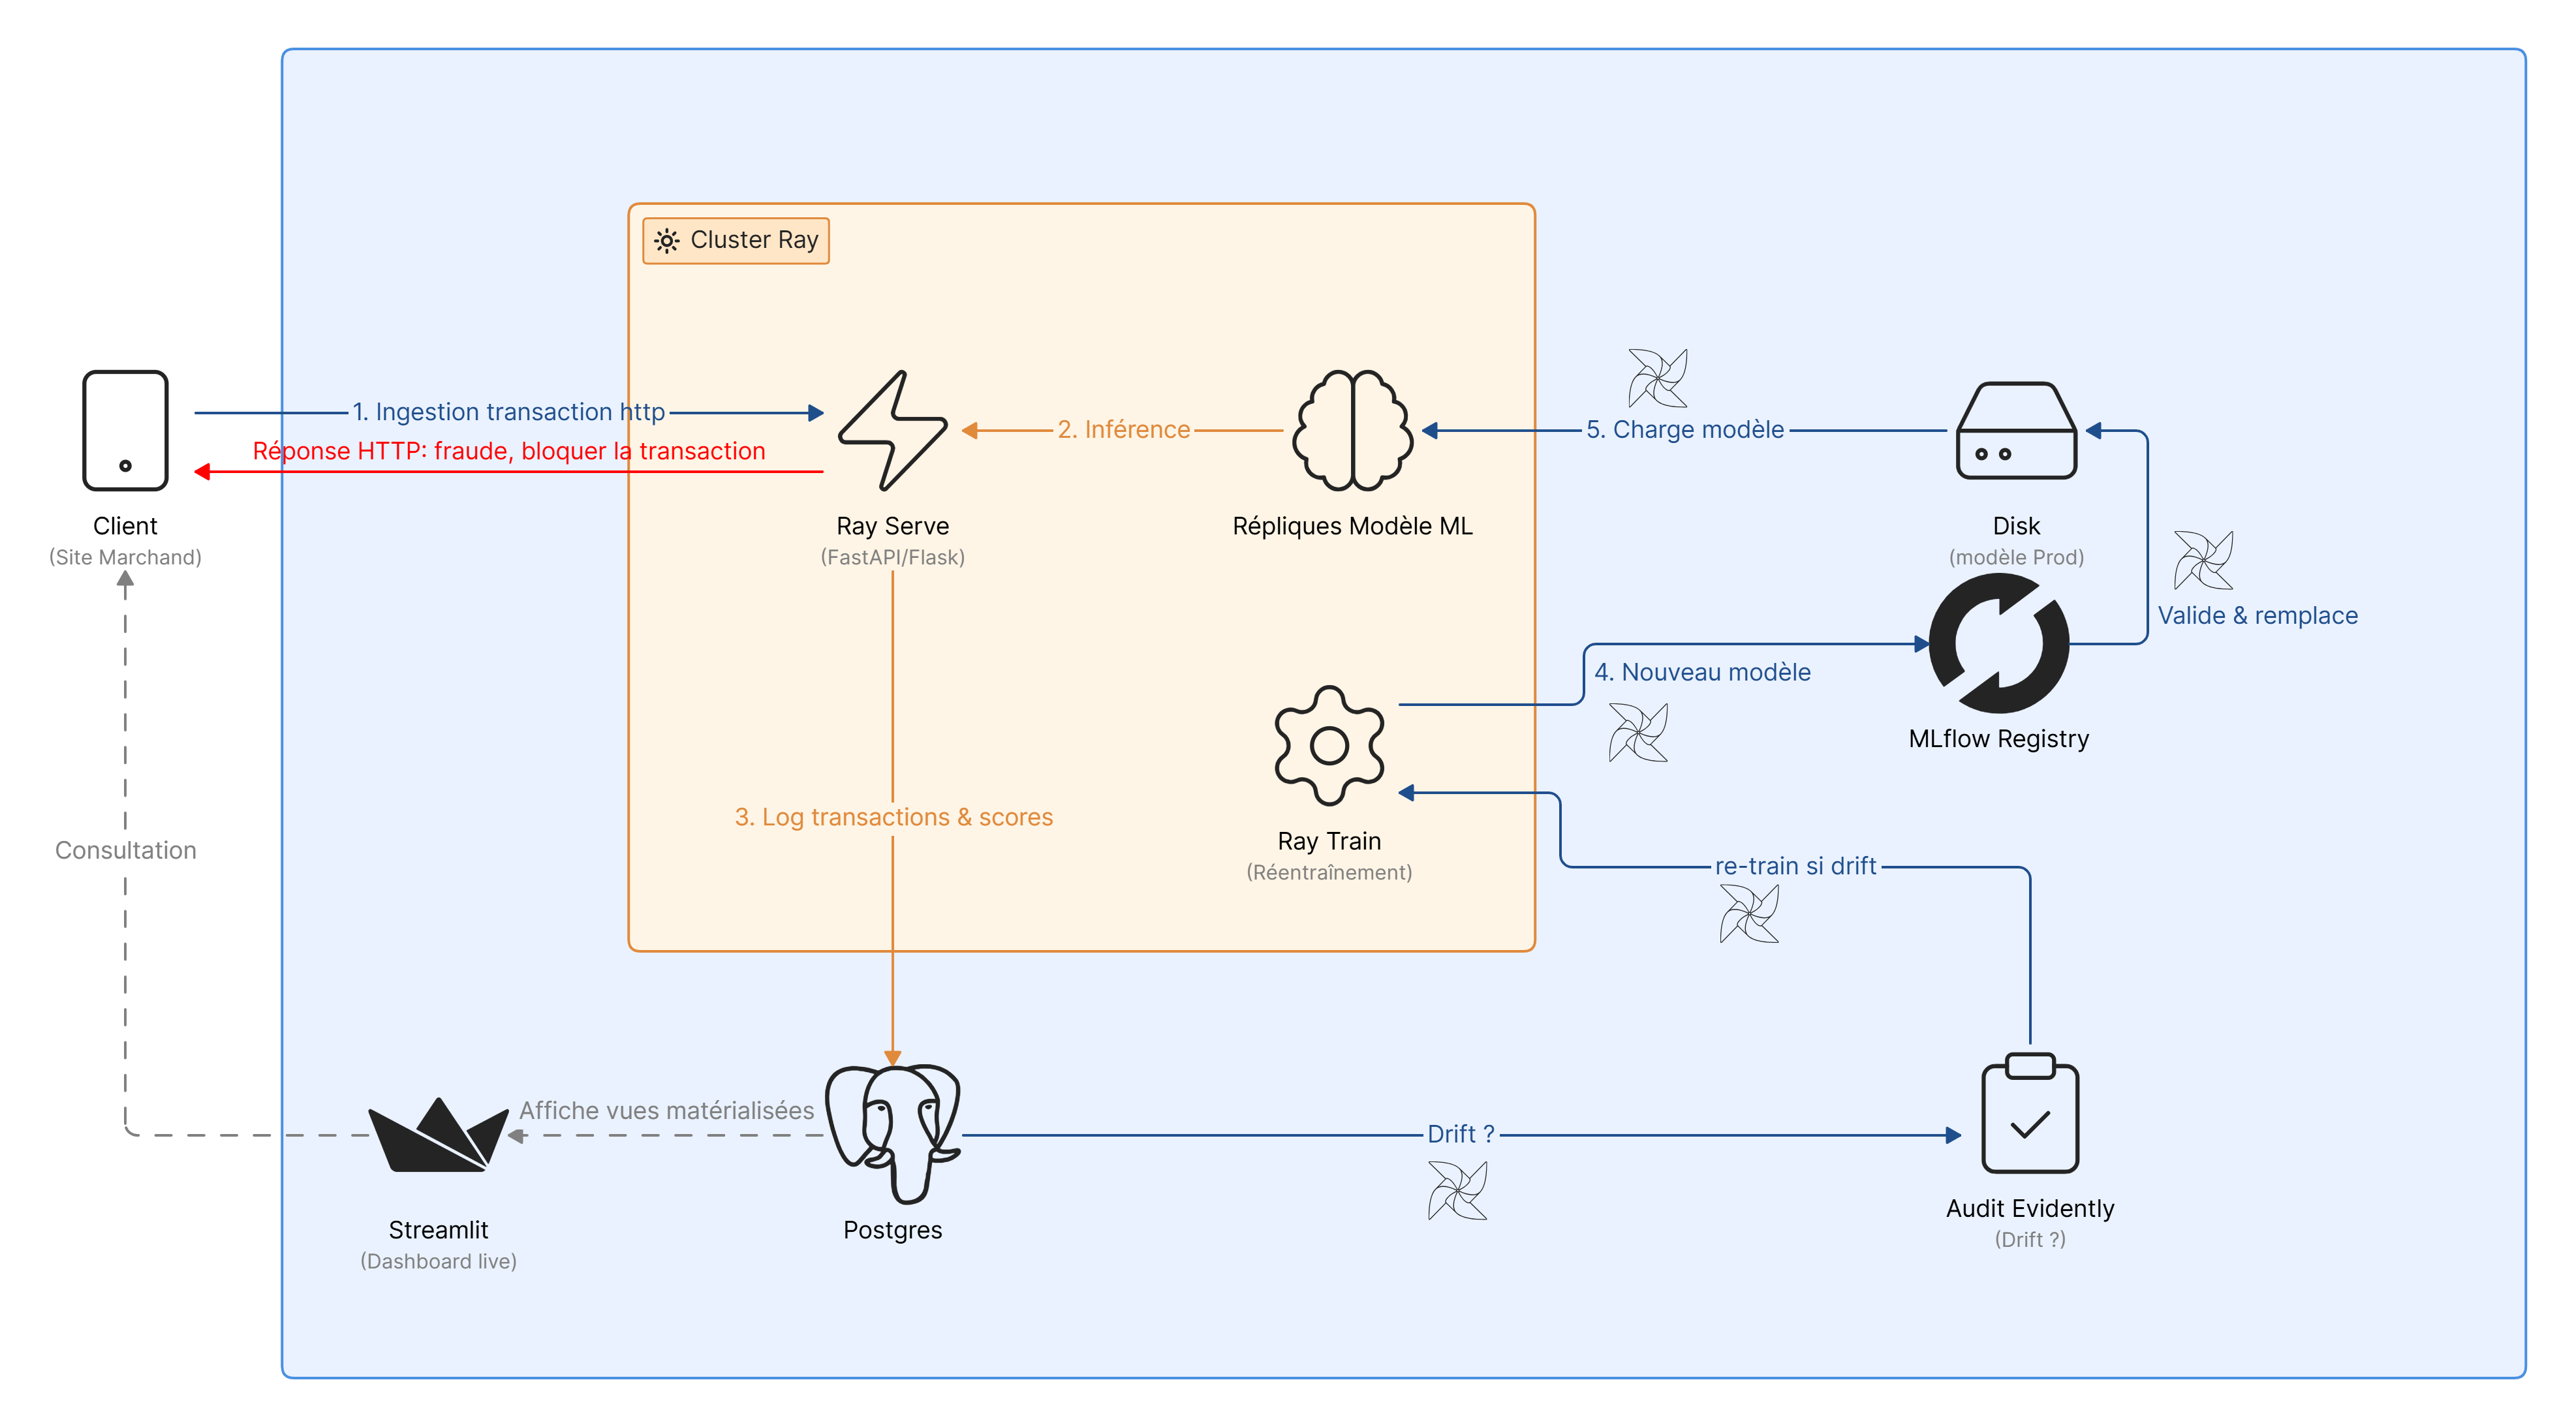 Cluster Ray
1. Ingestion transaction http
Réponse HTTP: fraude, bloquer la transaction
2. Inférence
5. Charge modèle
Client
(Site Marchand)
Ray Serve
(FastAPI/Flask)
Répliques Modèle ML
Disk
(modèle Prod)
Valide & remplace
4. Nouveau modèle
MLflow Registry
3. Log transactions & scores
Ray Train
(Réentraînement)
Consultation
re-train si drift
Affiche vues matérialisées
Drift ?
Streamlit
(Dashboard live)
Postgres
Audit Evidently
(Drift ?)